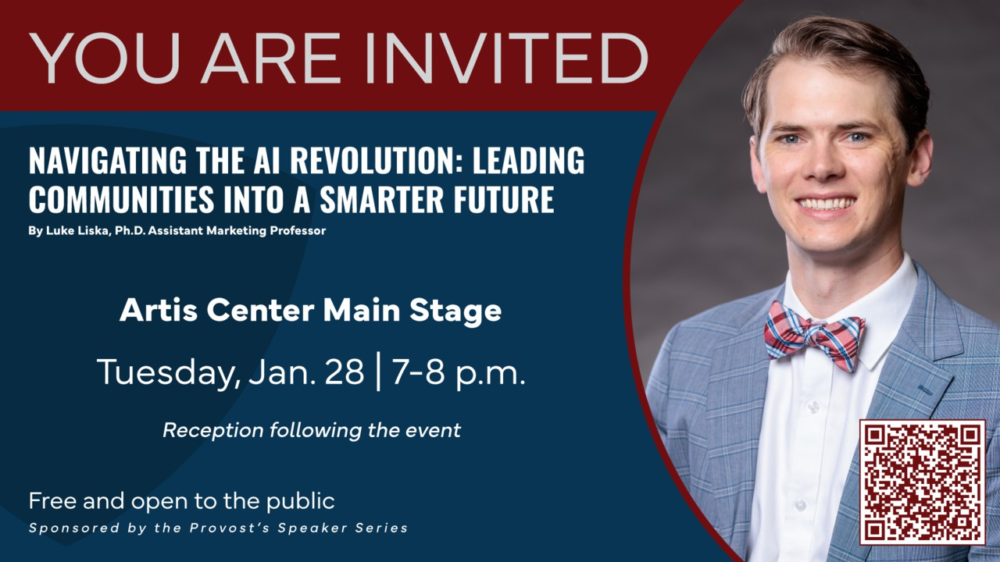 YOU ARE INVITED
NAVIGATING THE AI REVOLUTION: LEADING
COMMUNITIES INTO A SMARTER FUTURE
By Luke Liska, Ph.D. Assistant Marketing Professor
Artis Center Main Stage
Tuesday, Jan. 28 | 7-8 p.m.
Reception following the event
Free and open to the public
Sponsored by the Provost’s Speaker Series